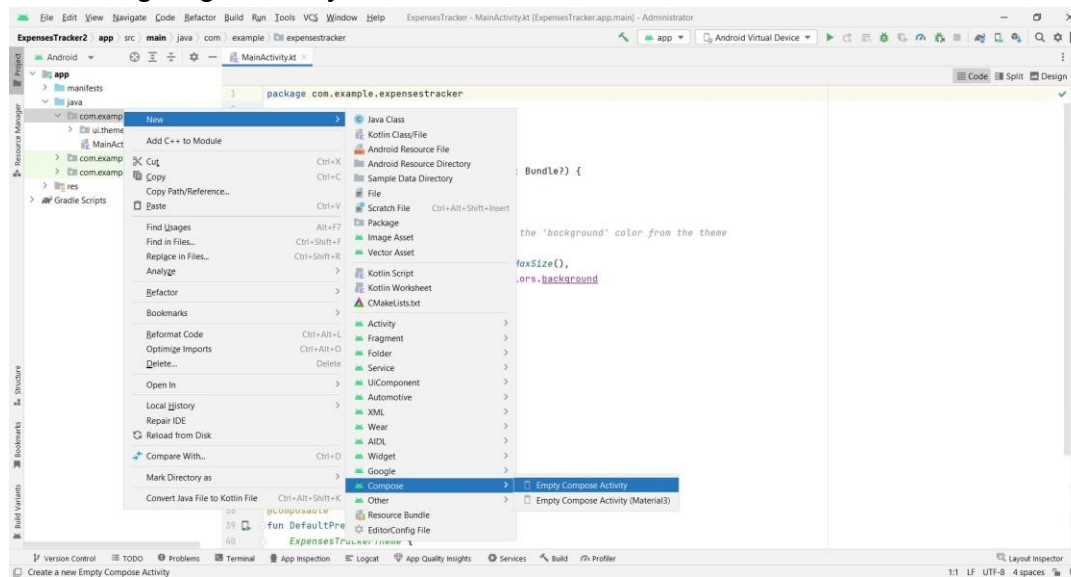 File Edit View Navigate Code Refactor Build Run Tools VCS Window Help ExpensesTracker - MainActivity.kt [ExpensesTracker.app.main] - Administrator
ExpensesTracker2 app src main java com example expensestracker
app
Android Virtual Device
Android
MainActivity.kt
Code Split Design
Project
Resource Manager
Structure
Bookmarks
Build Variants
app
manifests
java
com.examp
ui.theme
MainAct
com.examp
com.examp
res
Gradle Scripts
1 package com.example.expensestracker
Bundle?) {
the 'background' color from the theme
MaxSize(),
.ors.background
New
Add C++ to Module
Cut Ctrl+X
Copy Ctrl+C
Copy Path/Reference...
Paste Ctrl+V
Find Usages Alt+F7
Find in Files... Ctrl+Shift+F
Replace in Files... Ctrl+Shift+R
Analyze
Refactor
Bookmarks
Reformat Code Ctrl+Alt+L
Optimize Imports Ctrl+Alt+O
Delete... Delete
Open In
Local History
Repair IDE
Reload from Disk
Compare With... Ctrl+D
Mark Directory as
Convert Java File to Kotlin File Ctrl+Alt+Shift+K
Java Class
Kotlin Class/File
Android Resource File
Android Resource Directory
Sample Data Directory
File
Scratch File Ctrl+Alt+Shift+Insert
Package
Image Asset
Vector Asset
Kotlin Script
Kotlin Worksheet
CMakeLists.txt
Activity
Fragment
Folder
Service
UiComponent
Automotive
XML
Wear
AIDL
Widget
Google
Compose
Other
Resource Bundle
EditorConfig File
Empty Compose Activity
Empty Compose Activity (Material3)
38 @Composable
39 fun DefaultPre
40 ExpensesTrackerTheme {
Version Control TODO Problems Terminal App Inspection Logcat App Quality Insights Services Build Profiler Layout Inspector
Create a new Empty Compose Activity 1:1 LF UTF-8 4 spaces